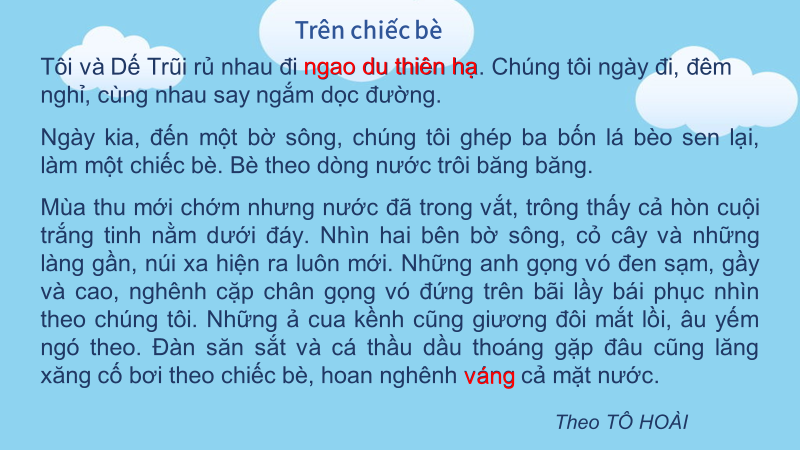 Trên chiếc bè
Tôi và Dế Trũi rủ nhau đi ngao du thiên hạ. Chúng tôi ngày đi, đêm
nghỉ, cùng nhau say ngắm dọc đường.
Ngày kia, đến một bờ sông, chúng tôi ghép ba bốn lá bèo sen lại,
làm một chiếc bè. Bè theo dòng nước trôi băng băng.
Mùa thu mới chớm nhưng nước đã trong vắt, trông thấy cả hòn cuội
trắng tinh nằm dưới đáy. Nhìn hai bên bờ sông, cỏ cây và những
làng gần, núi xa hiện ra luôn mới. Những anh gọng vó đen sạm, gầy
và cao, nghênh cặp chân gọng vó đứng trên bãi lầy bái phục nhìn
theo chúng tôi. Những ả cua kềnh cũng giương đôi mắt lồi, âu yếm
ngó theo. Đàn săn sắt và cá thầu dầu thoáng gặp đâu cũng lăng
xăng cố bơi theo chiếc bè, hoan nghênh váng cả mặt nước.
Theo TÔ HOÀI